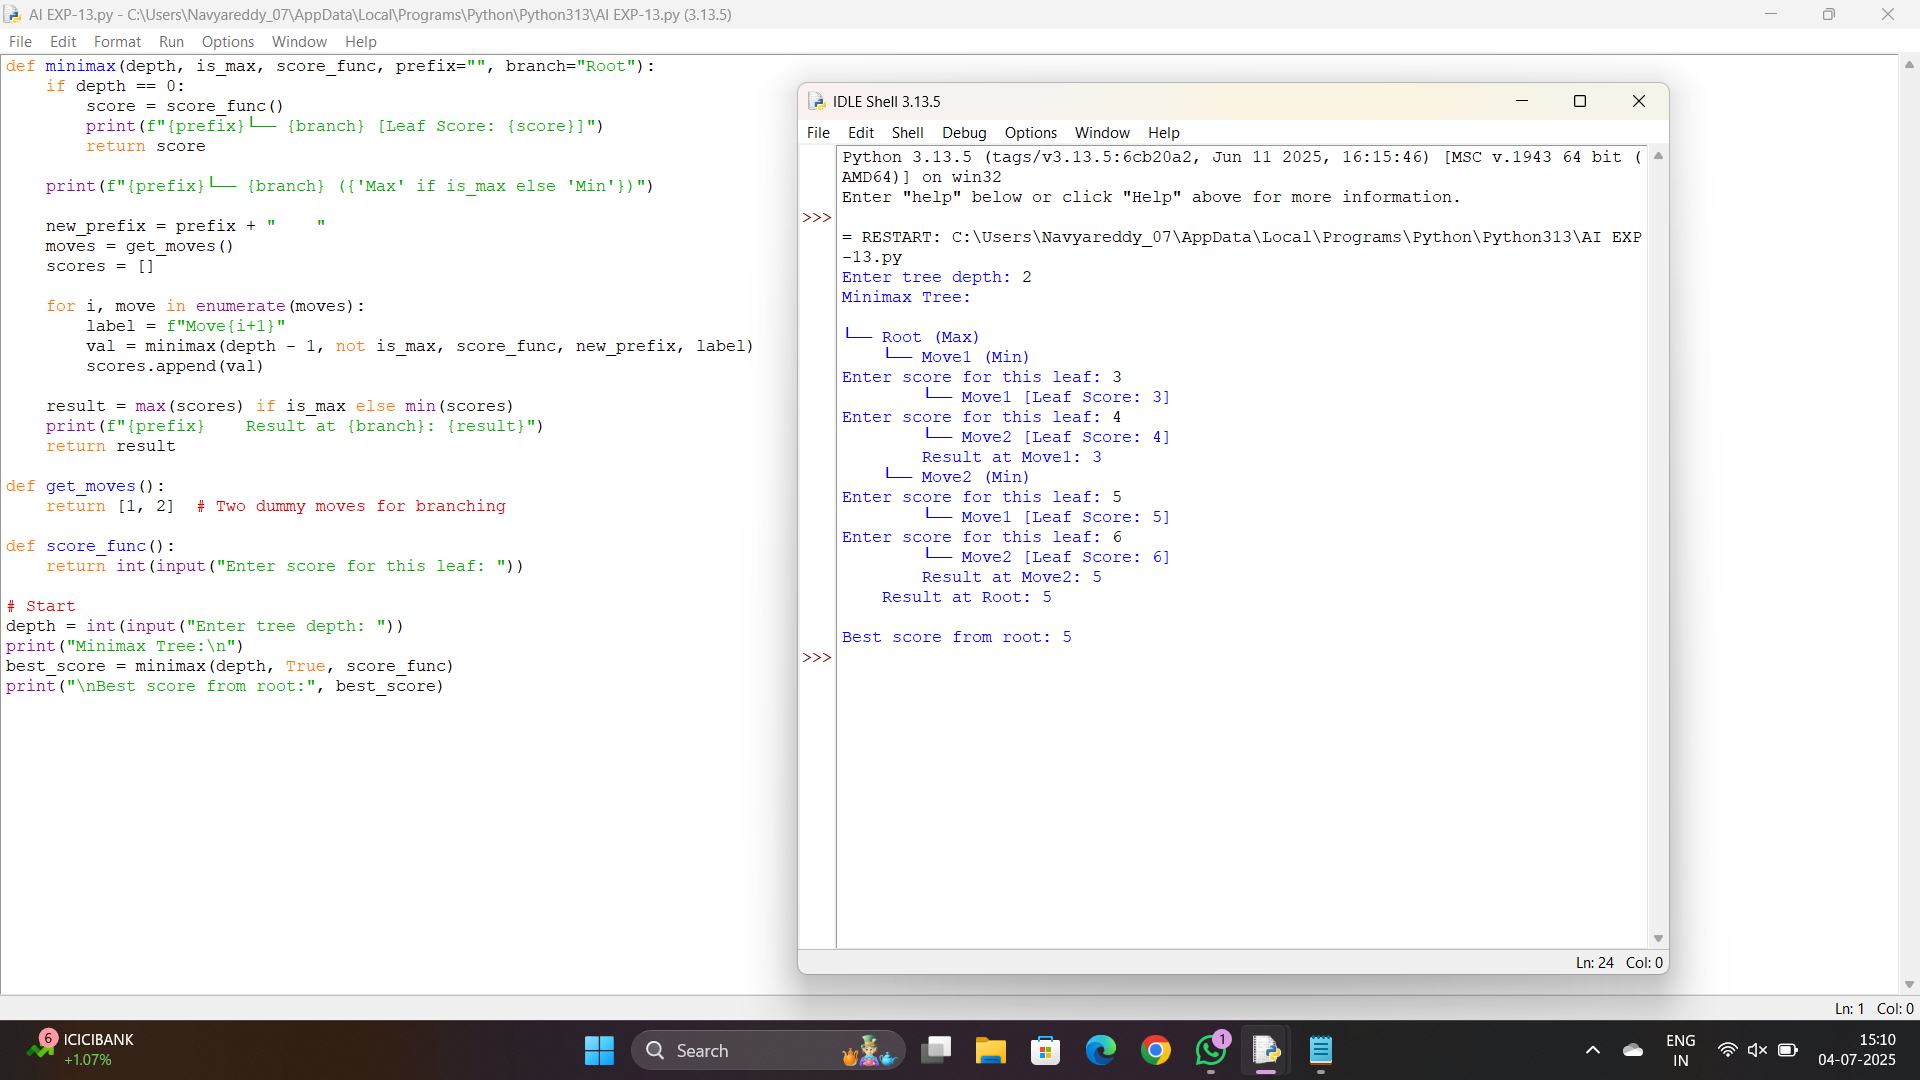 AI EXP-13.py - C:\Users\Navyareddy_07\AppData\Local\Programs\Python\Python313\AI EXP-13.py (3.13.5)
File Edit Format Run Options Window Help
def minimax(depth, is_max, score_func, prefix="", branch="Root"):
    if depth == 0:
        score = score_func()
        print(f"{prefix}└── {branch} [Leaf Score: {score}]")
        return score

    print(f"{prefix}└── {branch} ({'Max' if is_max else 'Min'})")

    new_prefix = prefix + "    "
    moves = get_moves()
    scores = []

    for i, move in enumerate(moves):
        label = f"Move{i+1}"
        val = minimax(depth - 1, not is_max, score_func, new_prefix, label)
        scores.append(val)

    result = max(scores) if is_max else min(scores)
    print(f"{prefix}    Result at {branch}: {result}")
    return result

def get_moves():
    return [1, 2]  # Two dummy moves for branching

def score_func():
    return int(input("Enter score for this leaf: "))

# Start
depth = int(input("Enter tree depth: "))
print("Minimax Tree:\n")
best_score = minimax(depth, True, score_func)
print("\nBest score from root:", best_score)
IDLE Shell 3.13.5
File Edit Shell Debug Options Window Help
Python 3.13.5 (tags/v3.13.5:6cb20a2, Jun 11 2025, 16:15:46) [MSC v.1943 64 bit (
AMD64)] on win32
Enter "help" below or click "Help" above for more information.
>>>
= RESTART: C:\Users\Navyareddy_07\AppData\Local\Programs\Python\Python313\AI EXP
-13.py
Enter tree depth: 2
Minimax Tree:

└── Root (Max)
    └── Move1 (Min)
Enter score for this leaf: 3
        └── Move1 [Leaf Score: 3]
Enter score for this leaf: 4
        └── Move2 [Leaf Score: 4]
        Result at Move1: 3
    └── Move2 (Min)
Enter score for this leaf: 5
        └── Move1 [Leaf Score: 5]
Enter score for this leaf: 6
        └── Move2 [Leaf Score: 6]
        Result at Move2: 5
    Result at Root: 5

Best score from root: 5
>>>
Ln: 24 Col: 0
Ln: 1 Col: 0
6
ICICIBANK
+1.07%
Search
1
ENG
IN
15:10
04-07-2025